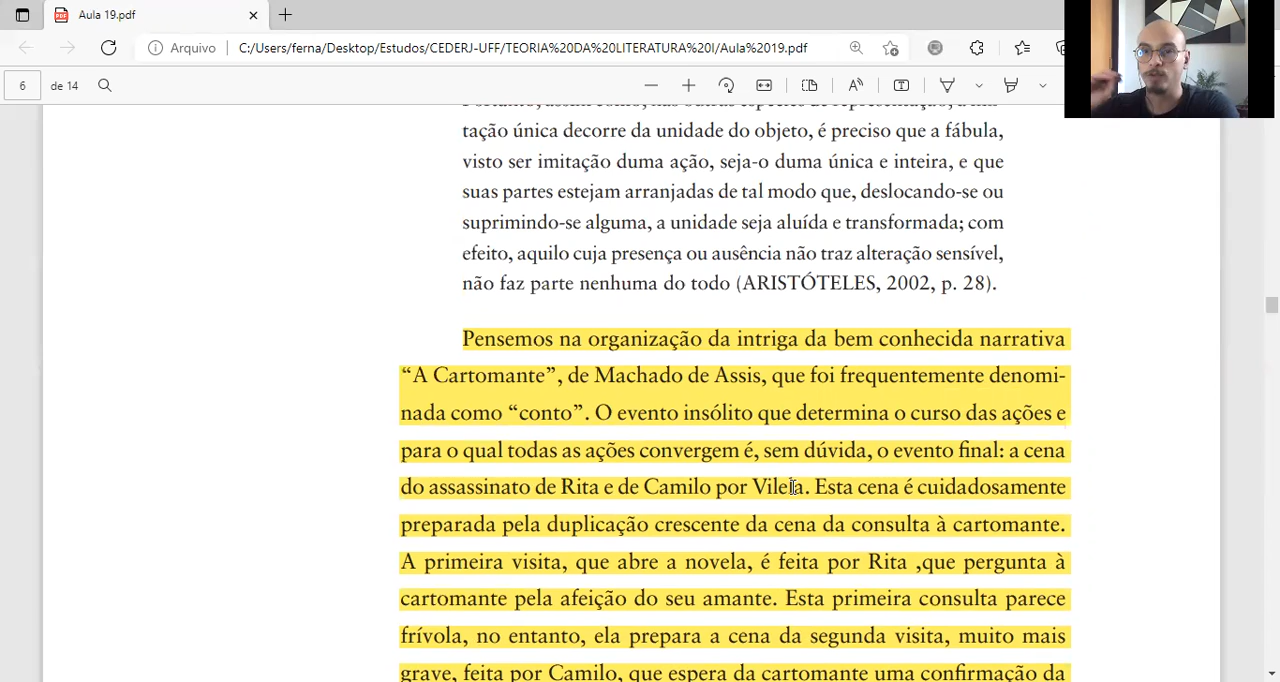 Aula 19.pdf
Arquivo C:/Users/ferna/Desktop/Estudos/CEDERJ-UFF/TEORIA%20DA%20LITERATURA%20I/Aula%2019.pdf
6 de 14
tação única decorre da unidade do objeto, é preciso que a fábula,
visto ser imitação duma ação, seja-o duma única e inteira, e que
suas partes estejam arranjadas de tal modo que, deslocando-se ou
suprimindo-se alguma, a unidade seja aluída e transformada; com
efeito, aquilo cuja presença ou ausência não traz alteração sensível,
não faz parte nenhuma do todo (ARISTÓTELES, 2002, p. 28).
Pensemos na organização da intriga da bem conhecida narrativa
“A Cartomante”, de Machado de Assis, que foi frequentemente denomi-
nada como “conto”. O evento insólito que determina o curso das ações e
para o qual todas as ações convergem é, sem dúvida, o evento final: a cena
do assassinato de Rita e de Camilo por Vilela. Esta cena é cuidadosamente
preparada pela duplicação crescente da cena da consulta à cartomante.
A primeira visita, que abre a novela, é feita por Rita ,que pergunta à
cartomante pela afeição do seu amante. Esta primeira consulta parece
frívola, no entanto, ela prepara a cena da segunda visita, muito mais
grave, feita por Camilo, que espera da cartomante uma confirmação da